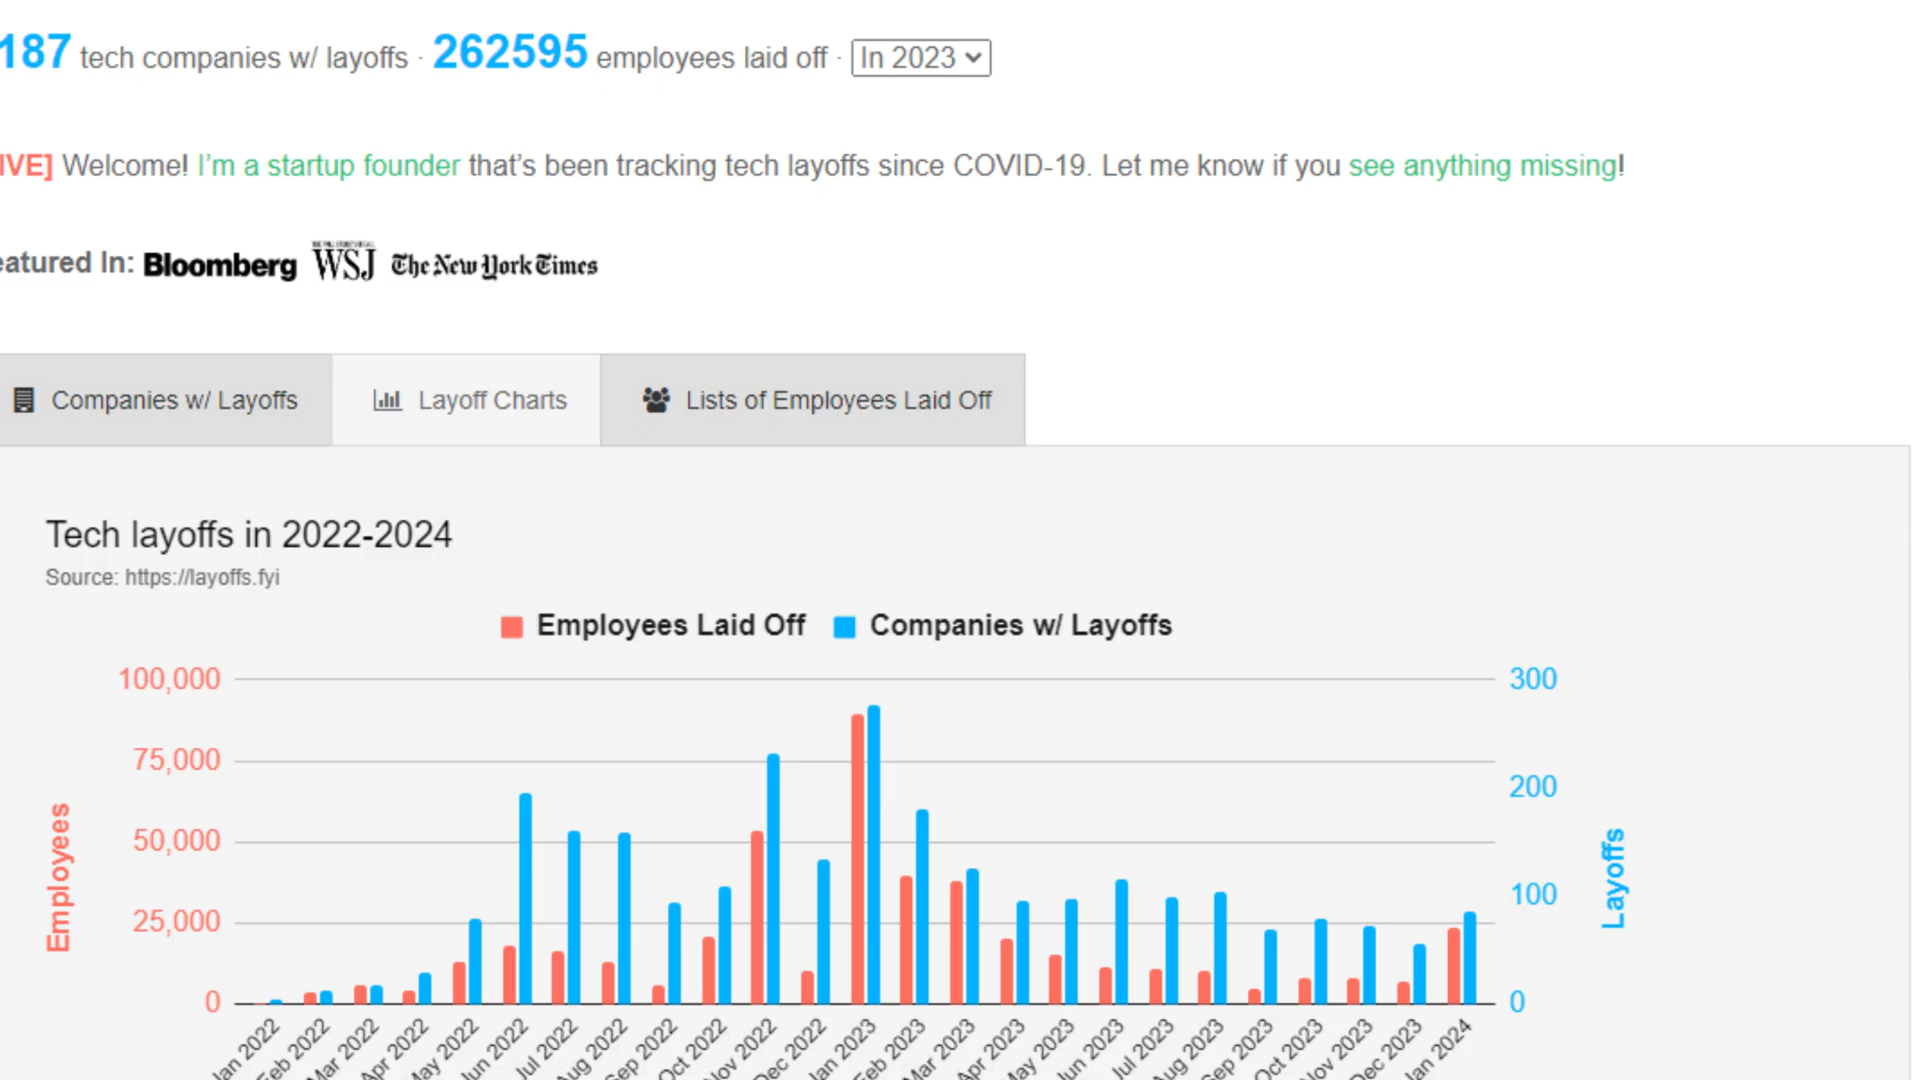 187 tech companies w/ layoffs · 262595 employees laid off · In 2023
IVE] Welcome! I'm a startup founder that's been tracking tech layoffs since COVID-19. Let me know if you see anything missing!
eatured In: Bloomberg WSJ The New York Times
Companies w/ Layoffs Layoff Charts Lists of Employees Laid Off
Tech layoffs in 2022-2024
Source: https://layoffs.fyi
Employees Laid Off Companies w/ Layoffs
100,000 300
75,000
200
50,000
100
25,000
0 0
Employees
Layoffs
Jan 2022 Feb 2022 Mar 2022 Apr 2022 May 2022 Jun 2022 Jul 2022 Aug 2022 Sep 2022 Oct 2022 Nov 2022 Dec 2022 Jan 2023 Feb 2023 Mar 2023 Apr 2023 May 2023 Jun 2023 Jul 2023 Aug 2023 Sep 2023 Oct 2023 Nov 2023 Dec 2023 Jan 2024